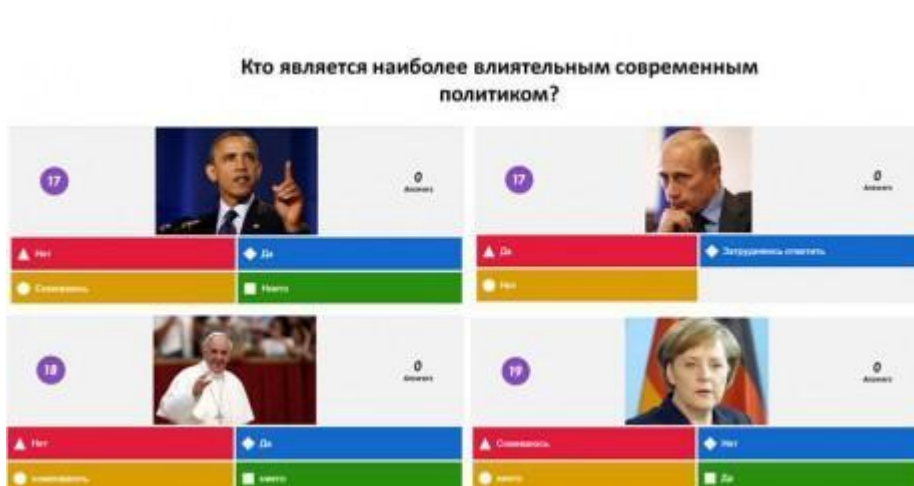 Кто является наиболее влиятельным современным
политиком?
17
0
Answers
Нет
Да
Сомневаюсь
Никто
17
0
Answers
Да
Затрудняюсь ответить
Нет
18
0
Answers
Нет
Да
никто
19
0
Answers
Сомневаюсь
Нет
никто
Да